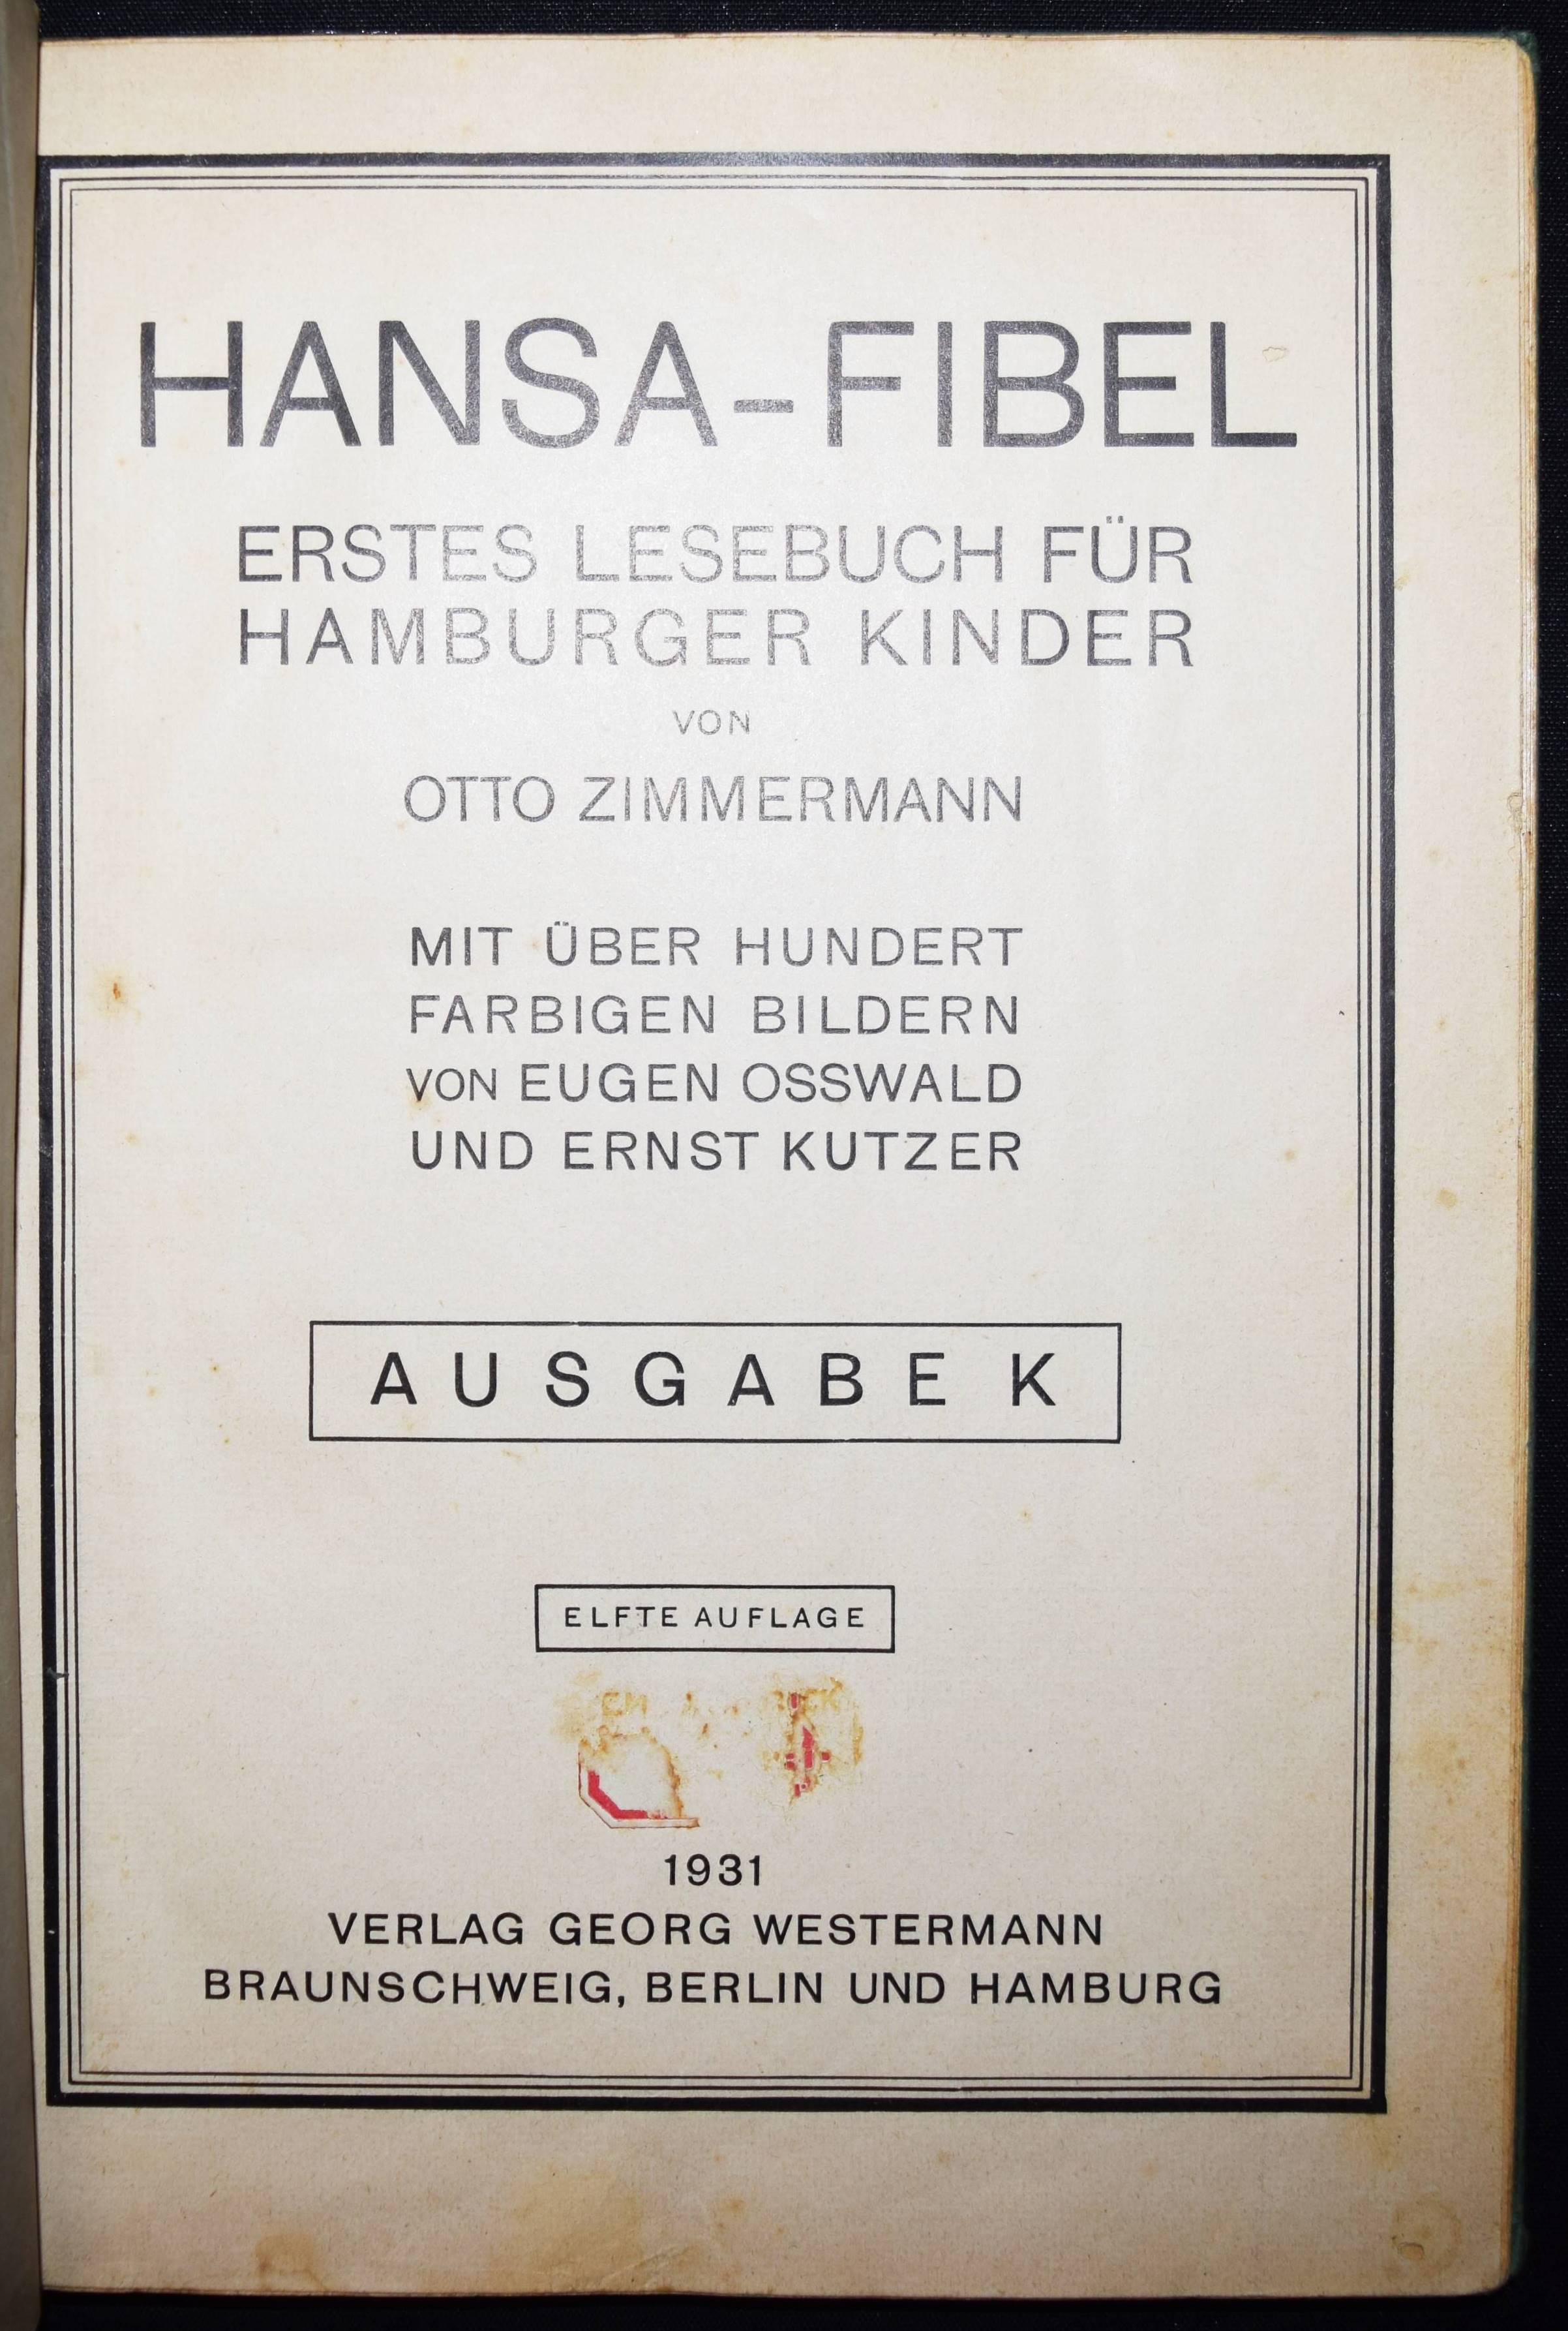 HANSA-FIBEL
ERSTES LESEBUCH FÜR
HAMBURGER KINDER
VON
OTTO ZIMMERMANN
MIT ÜBER HUNDERT
FARBIGEN BILDERN
VON EUGEN OSSWALD
UND ERNST KUTZER
AUSGABE K
ELFTE AUFLAGE
1931
VERLAG GEORG WESTERMANN
BRAUNSCHWEIG, BERLIN UND HAMBURG